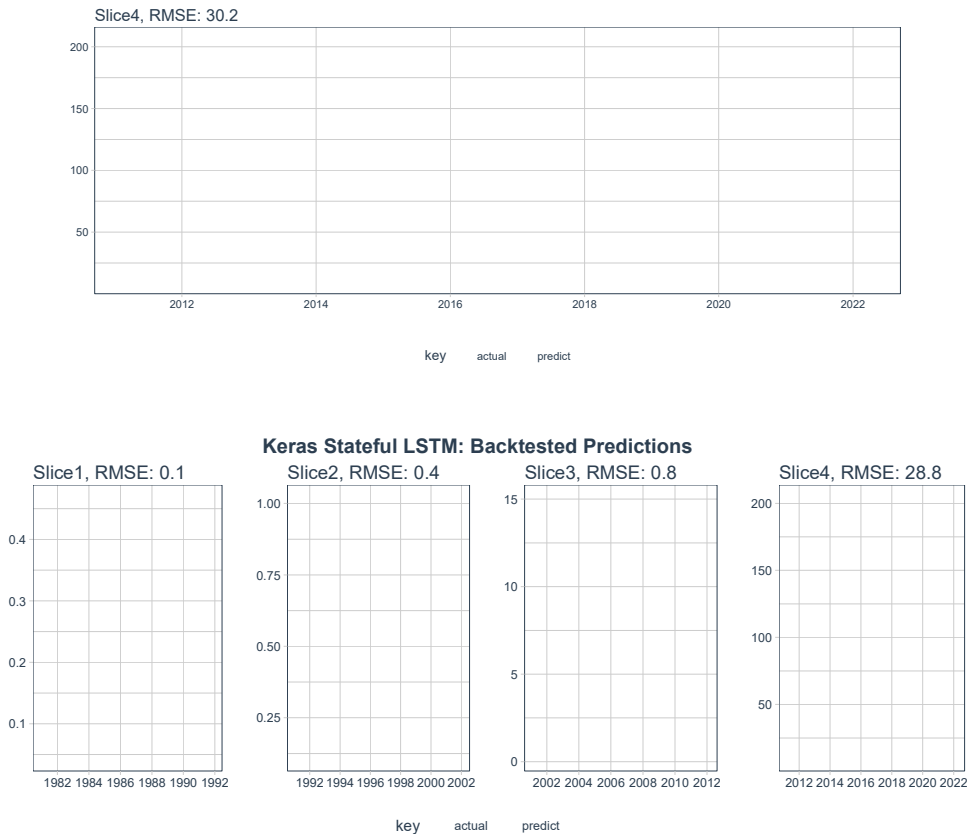 Slice4, RMSE: 30.2
200
150
100
50
2012 2014 2016 2018 2020 2022
key actual predict
Keras Stateful LSTM: Backtested Predictions
Slice1, RMSE: 0.1
0.4
0.3
0.2
0.1
1982 1984 1986 1988 1990 1992
Slice2, RMSE: 0.4
1.00
0.75
0.50
0.25
1992 1994 1996 1998 2000 2002
Slice3, RMSE: 0.8
15
10
5
0
2002 2004 2006 2008 2010 2012
Slice4, RMSE: 28.8
200
150
100
50
2012 2014 2016 2018 2020 2022
key actual predict